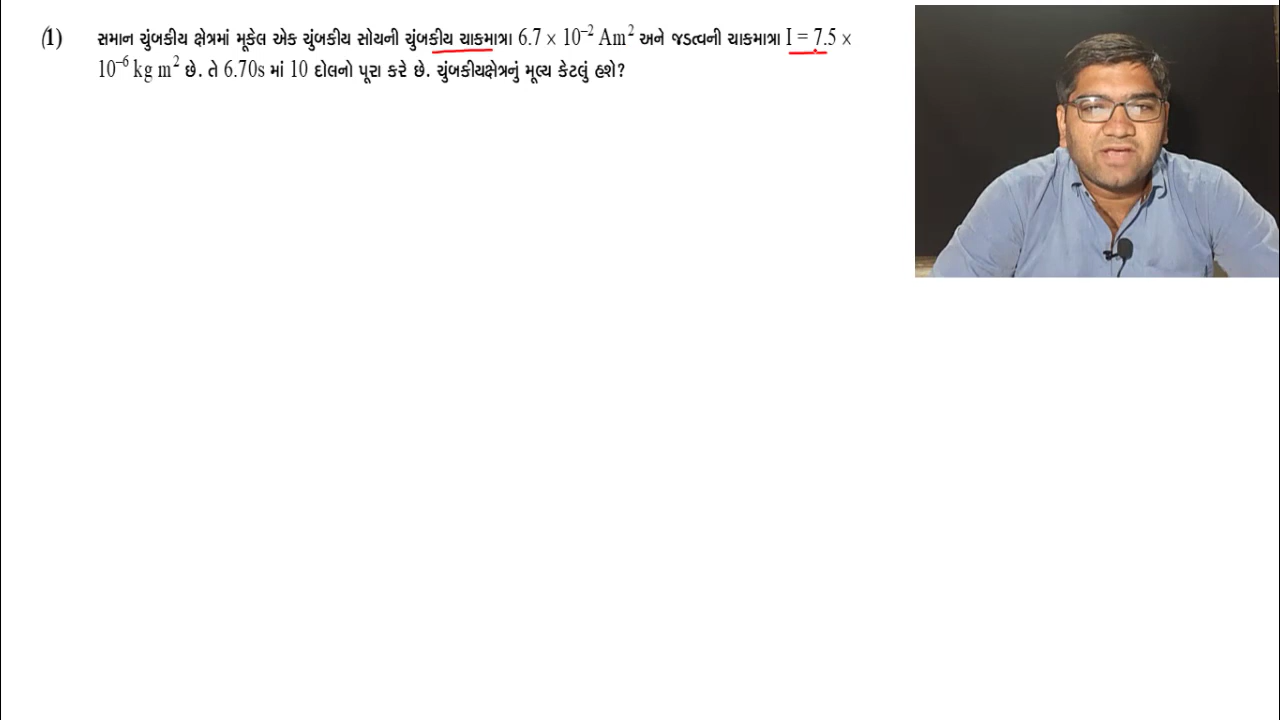 (1) સમાન ચુંબકીય ક્ષેત્રમાં મૂકેલ એક ચુંબકીય સોયની ચુંબકીય ચાકમાત્રા 6.7 × 10⁻² Am² અને જડત્વની ચાકમાત્રા I = 7.5 ×
10⁻⁶ kg m² છે. તે 6.70s માં 10 દોલનો પૂરા કરે છે. ચુંબકીયક્ષેત્રનું મૂલ્ય કેટલું હશે?